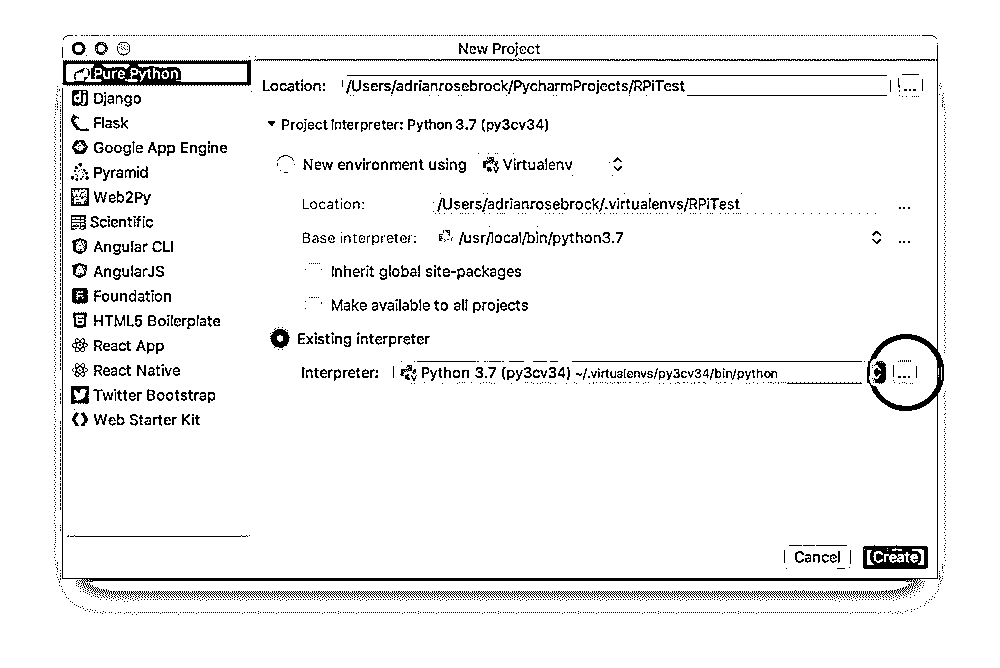 New Project
Pure Python
Django
Flask
Google App Engine
Pyramid
Web2Py
Scientific
Angular CLI
AngularJS
Foundation
HTML5 Boilerplate
React App
React Native
Twitter Bootstrap
Web Starter Kit
Location: /Users/adrianrosebrock/PycharmProjects/RPiTest ...
Project Interpreter: Python 3.7 (py3cv34)
New environment using Virtualenv
Location: /Users/adrianrosebrock/.virtualenvs/RPiTest ...
Base interpreter: /usr/local/bin/python3.7 ...
Inherit global site-packages
Make available to all projects
Existing interpreter
Interpreter: Python 3.7 (py3cv34) ~/.virtualenvs/py3cv34/bin/python ...
Cancel Create